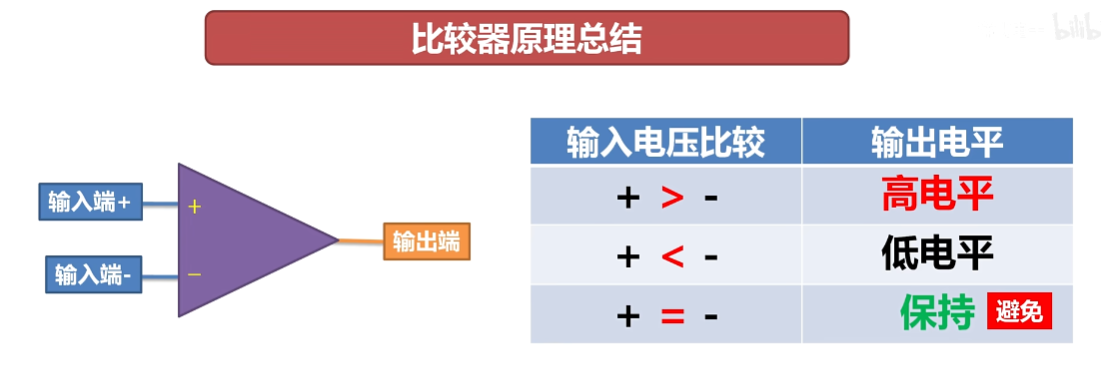 比较器原理总结
bilib
输入端+
+
输入端-
−
输出端
输入电压比较 输出电平
+ > - 高电平
+ < - 低电平
+ = - 保持 避免